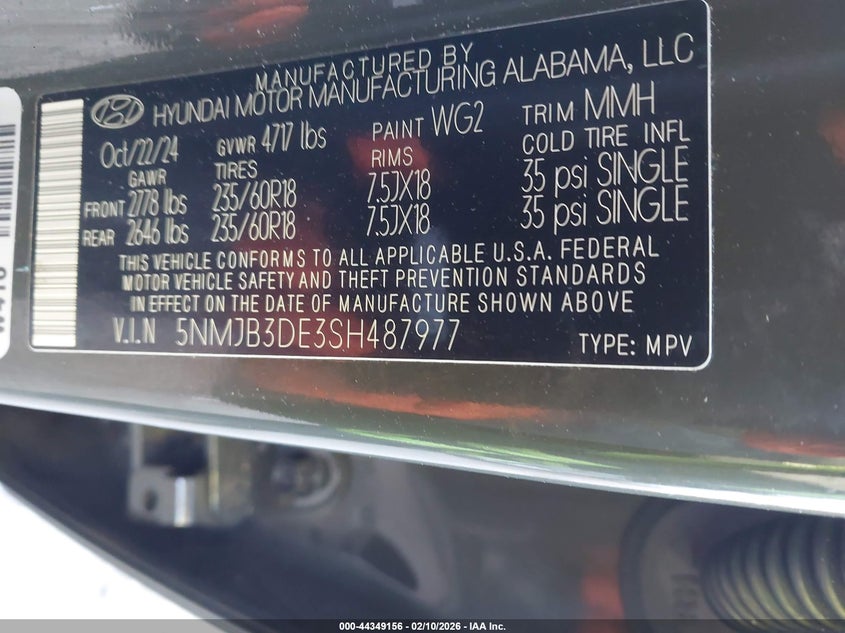 MANUFACTURED BY
HYUNDAI MOTOR MANUFACTURING ALABAMA, LLC
Oct/22/24 GVWR 4717 lbs PAINT WG2 TRIM MMH
GAWR TIRES RIMS COLD TIRE INFL
FRONT 2778 lbs 235/60R18 7.5JX18 35 psi SINGLE
REAR 2646 lbs 235/60R18 7.5JX18 35 psi SINGLE
THIS VEHICLE CONFORMS TO ALL APPLICABLE U.S.A. FEDERAL
MOTOR VEHICLE SAFETY AND THEFT PREVENTION STANDARDS
IN EFFECT ON THE DATE OF MANUFACTURE SHOWN ABOVE
V.I.N 5NMJB3DE3SH487977 TYPE: MPV
000-44349156 - 02/10/2026 - IAA Inc.